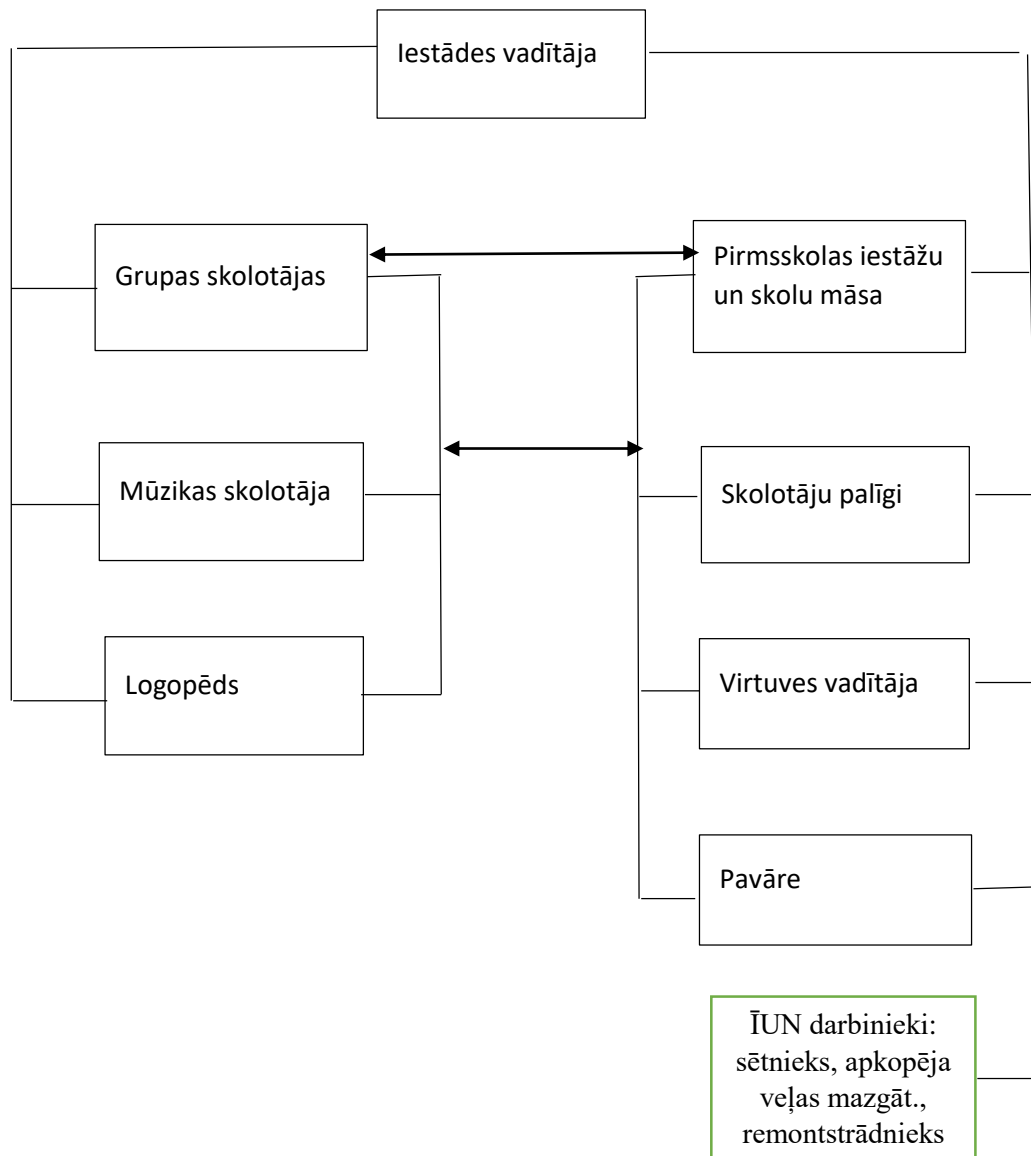 Iestādes vadītāja
Grupas skolotājas
Pirmsskolas iestāžu
un skolu māsa
Mūzikas skolotāja
Skolotāju palīgi
Logopēds
Virtuves vadītāja
Pavāre
ĪUN darbinieki:
sētnieks, apkopēja
veļas mazgāt.,
remontstrādnieks